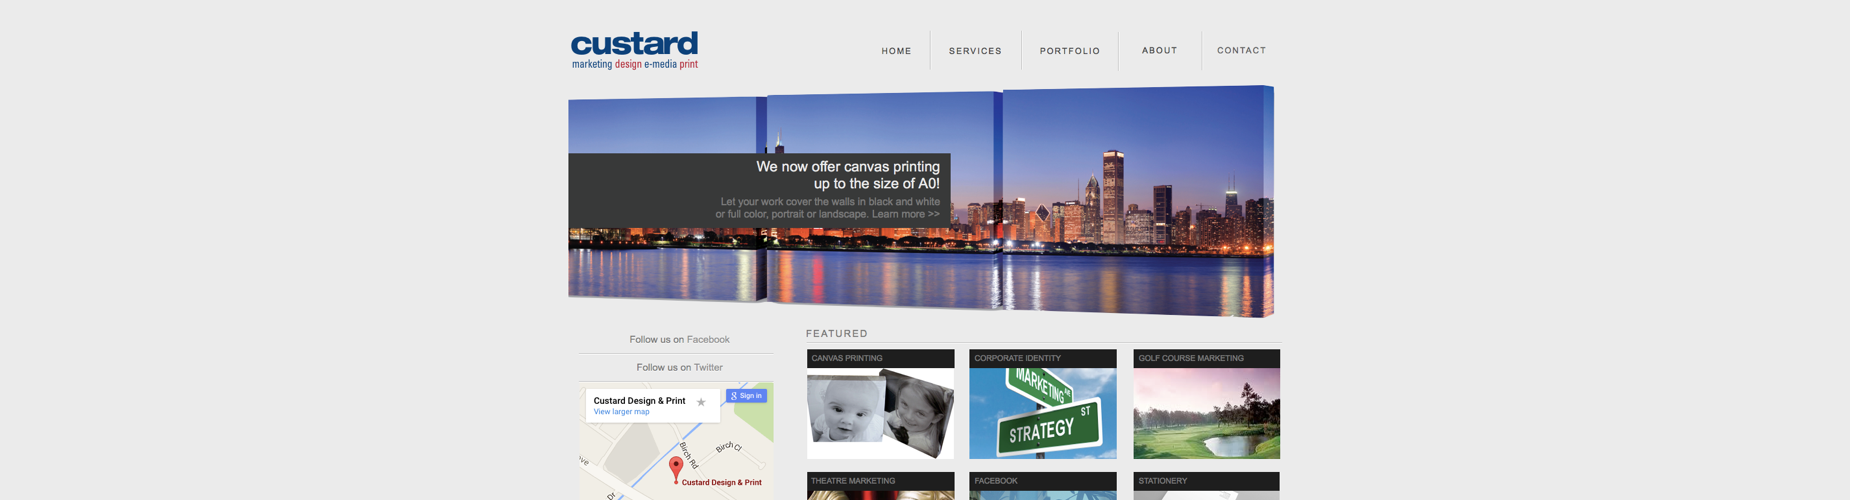 custard
marketing design e-media print
HOME
SERVICES
PORTFOLIO
ABOUT
CONTACT
We now offer canvas printing
up to the size of A0!
Let your work cover the walls in black and white
or full color, portrait or landscape. Learn more >>
Follow us on Facebook
Follow us on Twitter
Custard Design & Print
View larger map
Sign in
Birch Cl
Birch Rd
Custard Design & Print
Dr
FEATURED
CANVAS PRINTING
CORPORATE IDENTITY
GOLF COURSE MARKETING
MARKETING AVE
STRATEGY ST
THEATRE MARKETING
FACEBOOK
STATIONERY